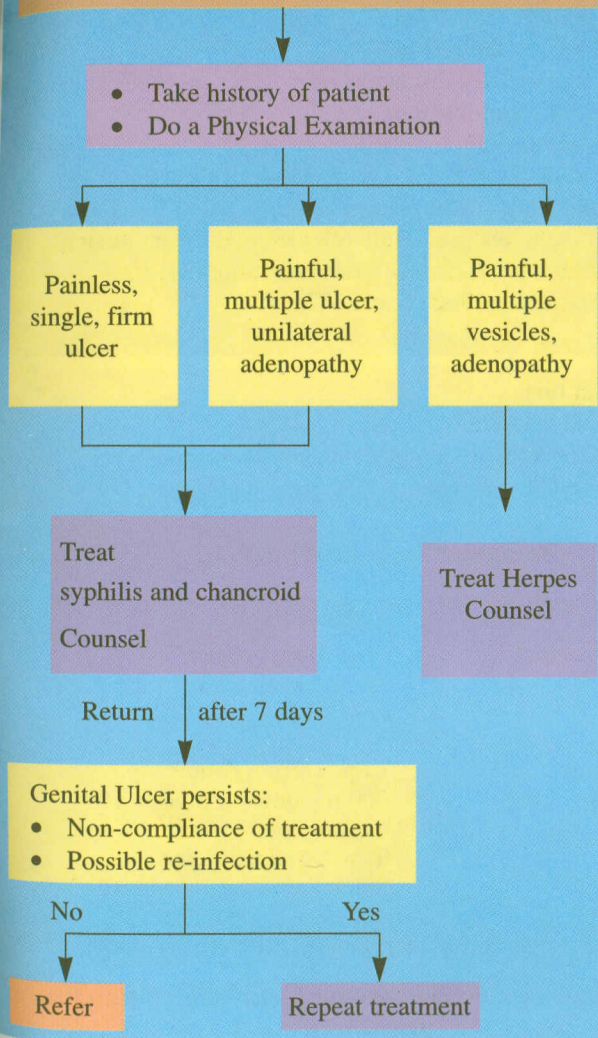 • Take history of patient
• Do a Physical Examination
Painless,
single, firm
ulcer
Painful,
multiple ulcer,
unilateral
adenopathy
Painful,
multiple
vesicles,
adenopathy
Treat
syphilis and chancroid
Counsel
Treat Herpes
Counsel
Return after 7 days
Genital Ulcer persists:
• Non-compliance of treatment
• Possible re-infection
No Yes
Refer Repeat treatment